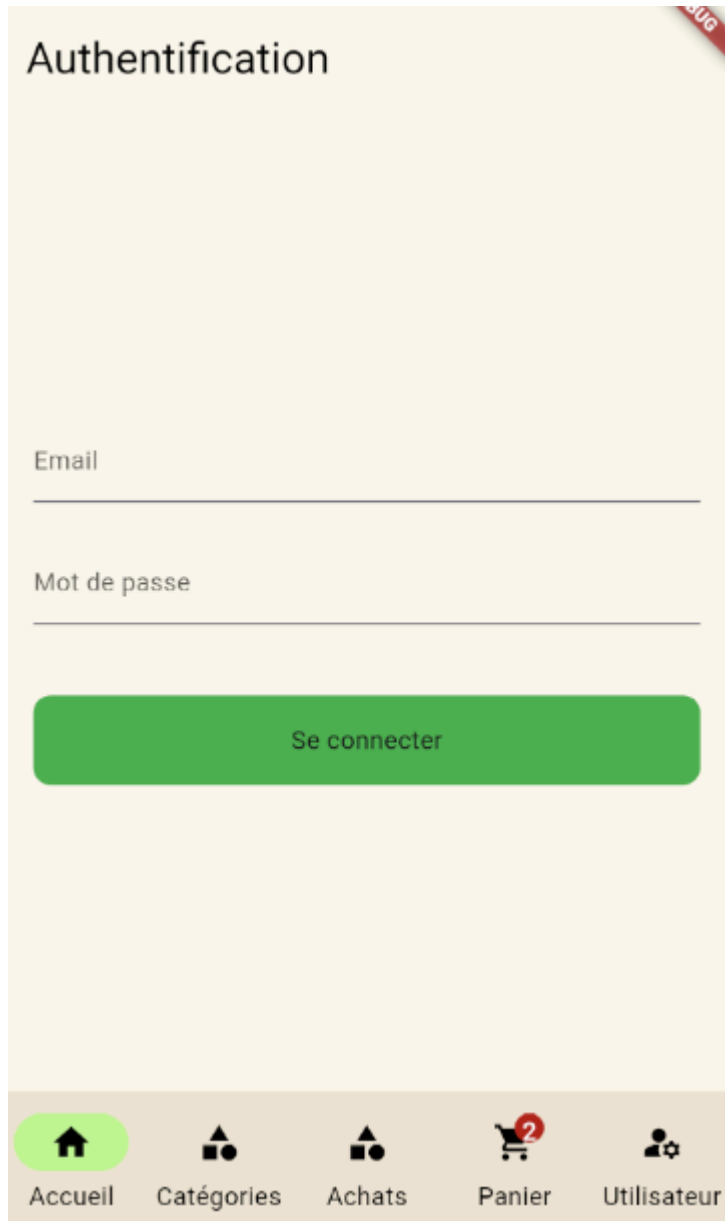 Authentification
Email
Mot de passe
Se connecter
2
Accueil Catégories Achats Panier Utilisateur